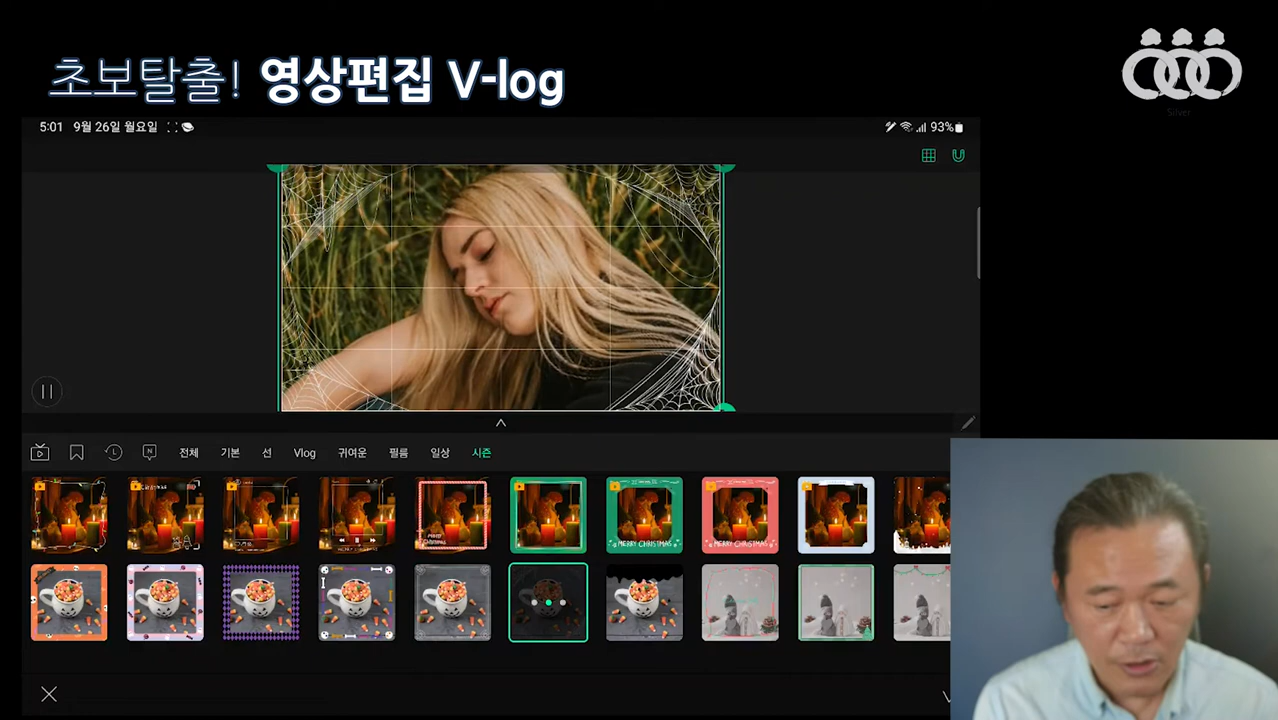 초보탈출! 영상편집 V-log
Silver
5:01 9월 26일 월요일 93%
N 전체 기본 선 Vlog 귀여운 필름 일상 시즌
MERRY CHRISTMAS MERRY CHRISTMAS